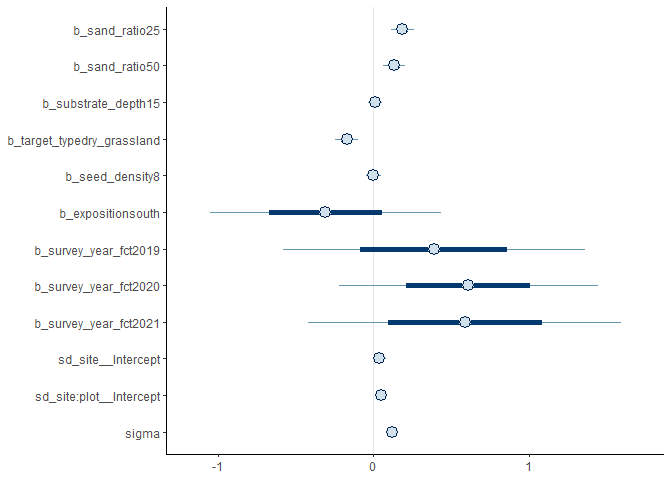 b_sand_ratio25
b_sand_ratio50
b_substrate_depth15
b_target_typedry_grassland
b_seed_density8
b_expositionsouth
b_survey_year_fct2019
b_survey_year_fct2020
b_survey_year_fct2021
sd_site__Intercept
sd_site:plot__Intercept
sigma
-1 0 1